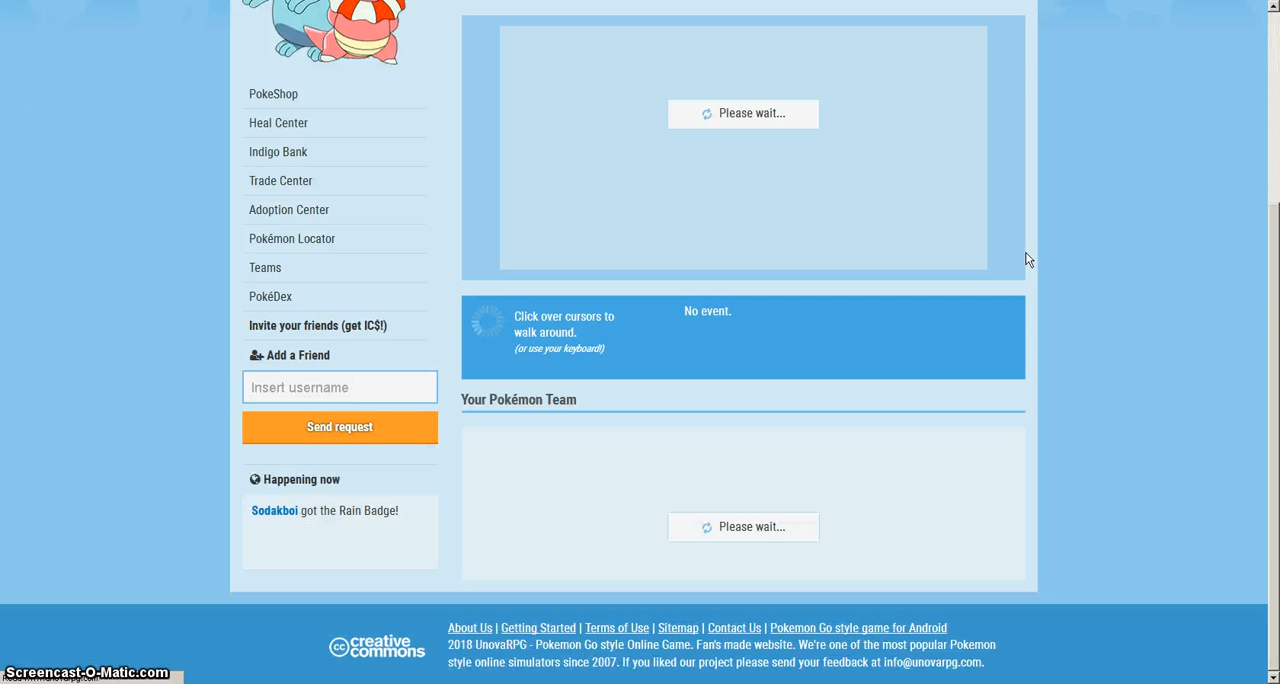 PokeShop
Heal Center
Indigo Bank
Trade Center
Adoption Center
Pokémon Locator
Teams
PokéDex
Invite your friends (get IC$!)
Add a Friend
Insert username
Send request
Happening now
Sodakboi got the Rain Badge!
Please wait...
Click over cursors to
walk around.
(or use your keyboard!)
No event.
Your Pokémon Team
Please wait...
cc creative commons
About Us | Getting Started | Terms of Use | Sitemap | Contact Us | Pokemon Go style game for Android
2018 UnovaRPG - Pokemon Go Style Online Game. Fan's made website. We're one of the most popular Pokemon
style online simulators since 2007. If you liked our project please send your feedback at info@unovarpg.com.
Screencast-O-Matic.com